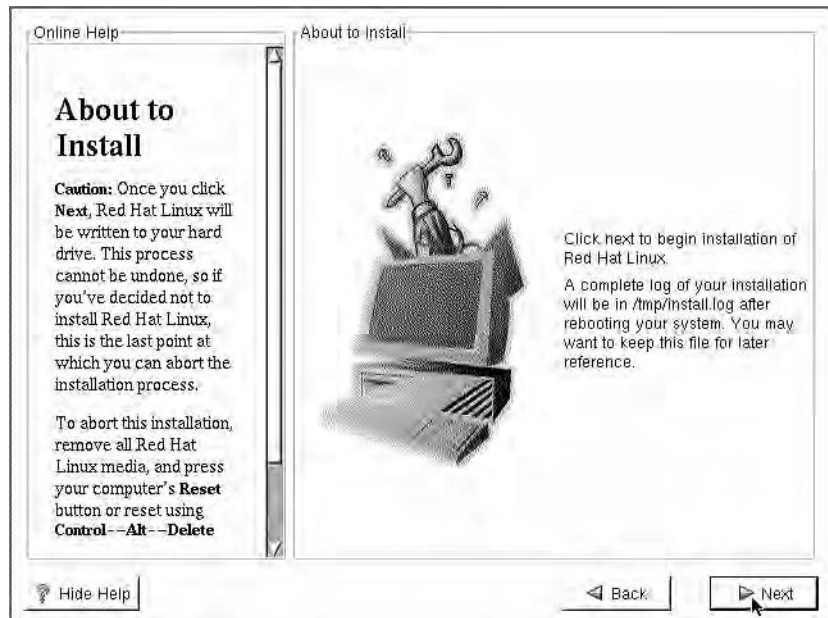 Online Help
About to
Install
Caution: Once you click
Next, Red Hat Linux will
be written to your hard
drive. This process
cannot be undone, so if
you've decided not to
install Red Hat Linux,
this is the last point at
which you can abort the
installation process.
To abort this installation,
remove all Red Hat
Linux media, and press
your computer's Reset
button or reset using
Control--Alt--Delete
About to Install
Click next to begin installation of
Red Hat Linux.
A complete log of your installation
will be in /tmp/install.log after
rebooting your system. You may
want to keep this file for later
reference.
Hide Help
Back
Next